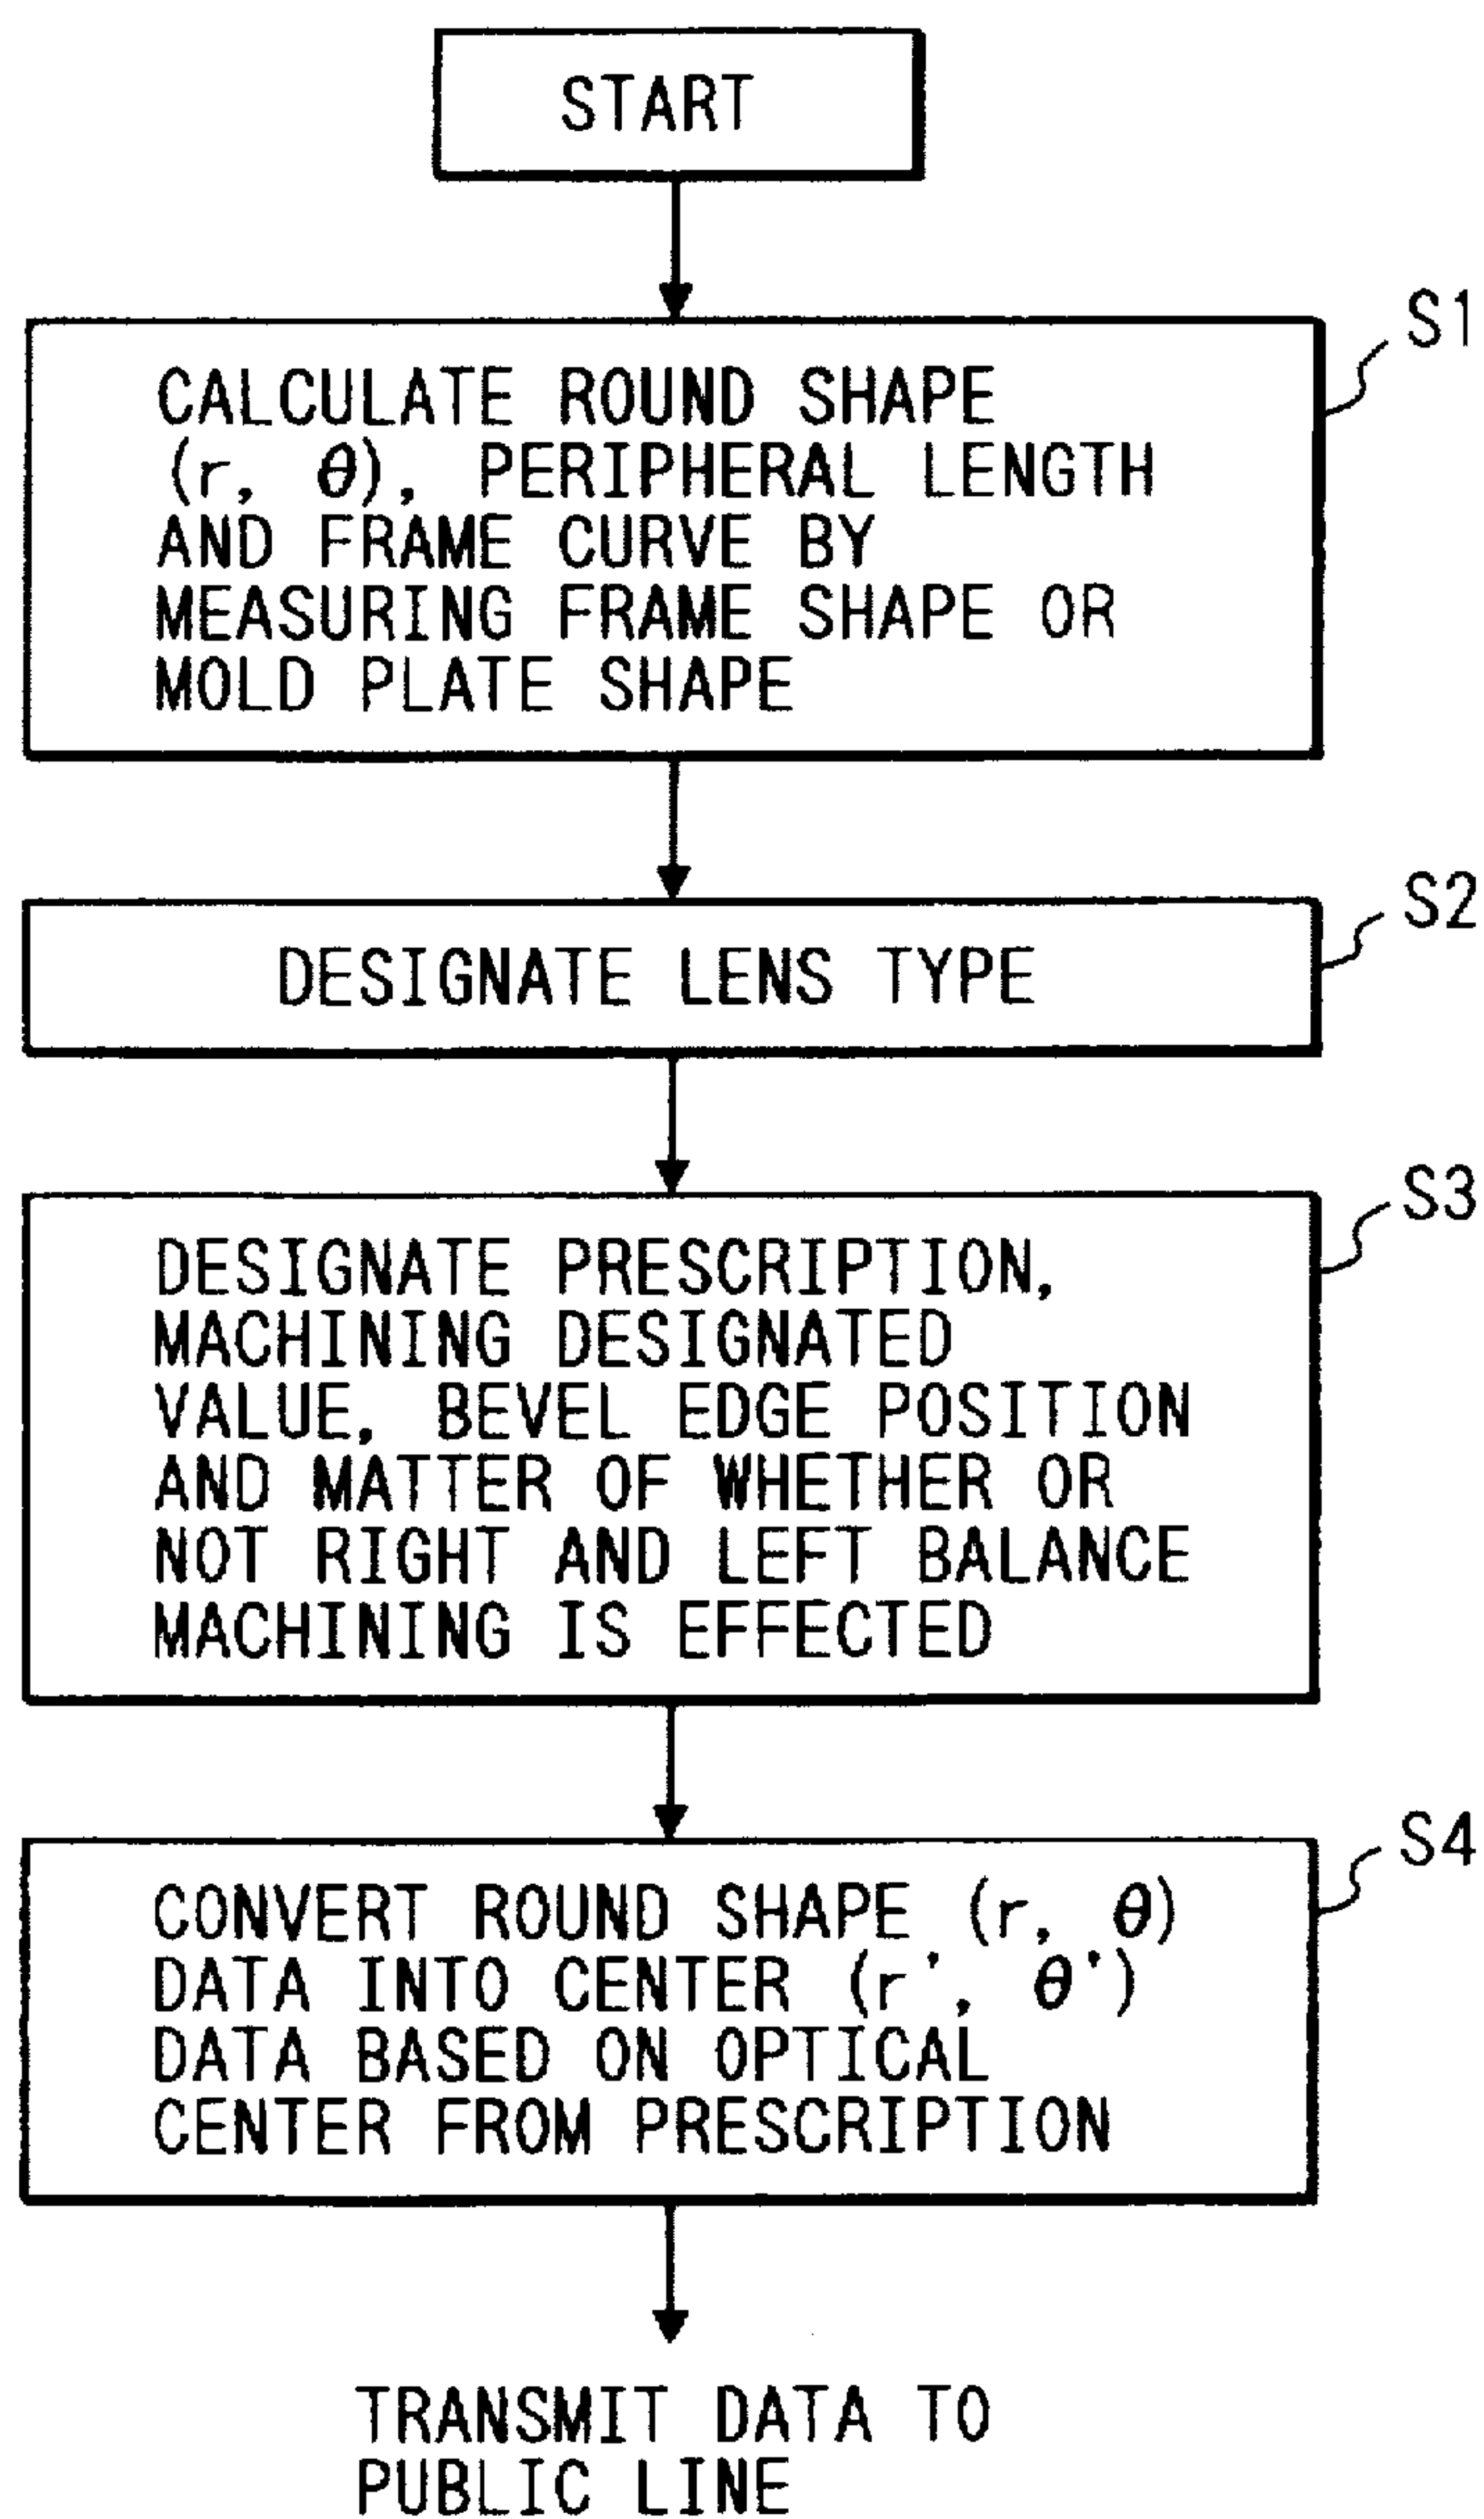 START
S1
CALCULATE ROUND SHAPE
(r, θ), PERIPHERAL LENGTH
AND FRAME CURVE BY
MEASURING FRAME SHAPE OR
MOLD PLATE SHAPE
S2
DESIGNATE LENS TYPE
S3
DESIGNATE PRESCRIPTION,
MACHINING DESIGNATED
VALUE, BEVEL EDGE POSITION
AND MATTER OF WHETHER OR
NOT RIGHT AND LEFT BALANCE
MACHINING IS EFFECTED
S4
CONVERT ROUND SHAPE (r, θ)
DATA INTO CENTER (r', θ')
DATA BASED ON OPTICAL
CENTER FROM PRESCRIPTION
TRANSMIT DATA TO
PUBLIC LINE